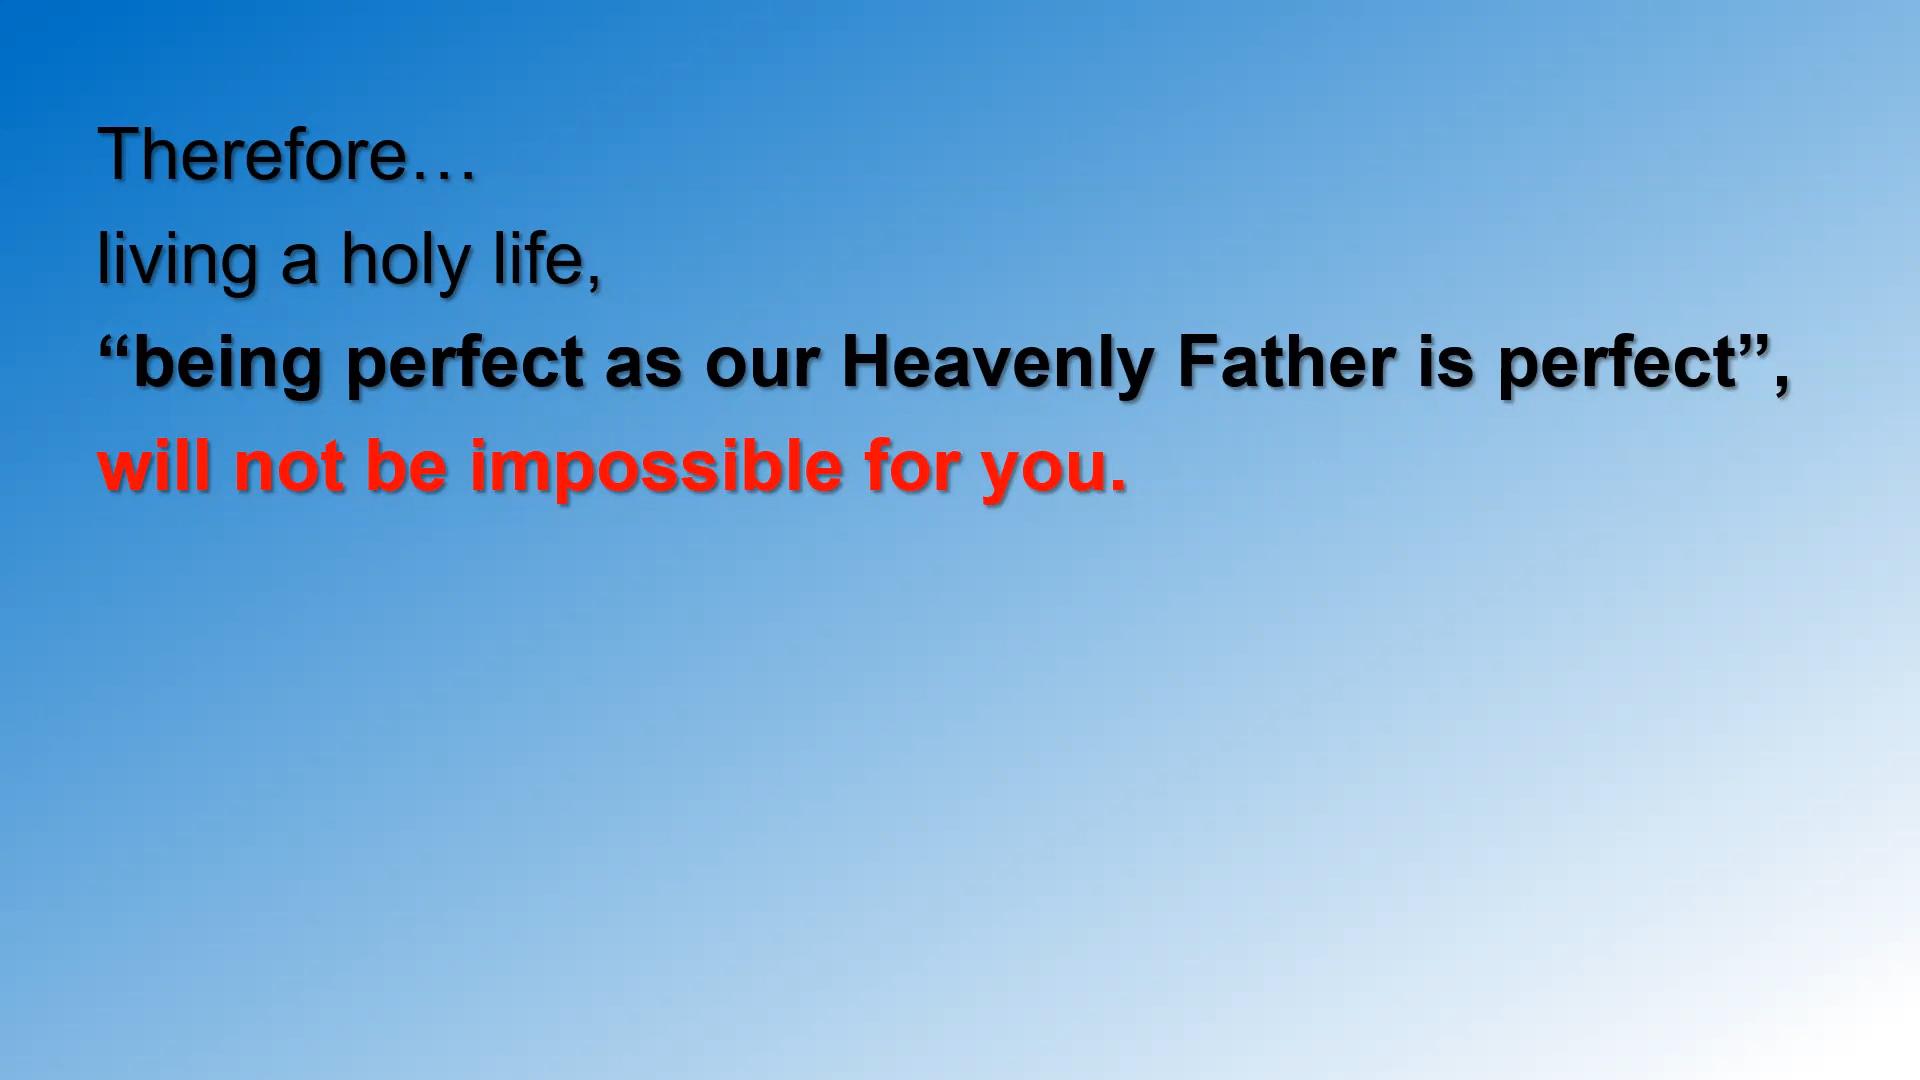 Therefore…
living a holy life,
“being perfect as our Heavenly Father is perfect”,
will not be impossible for you.